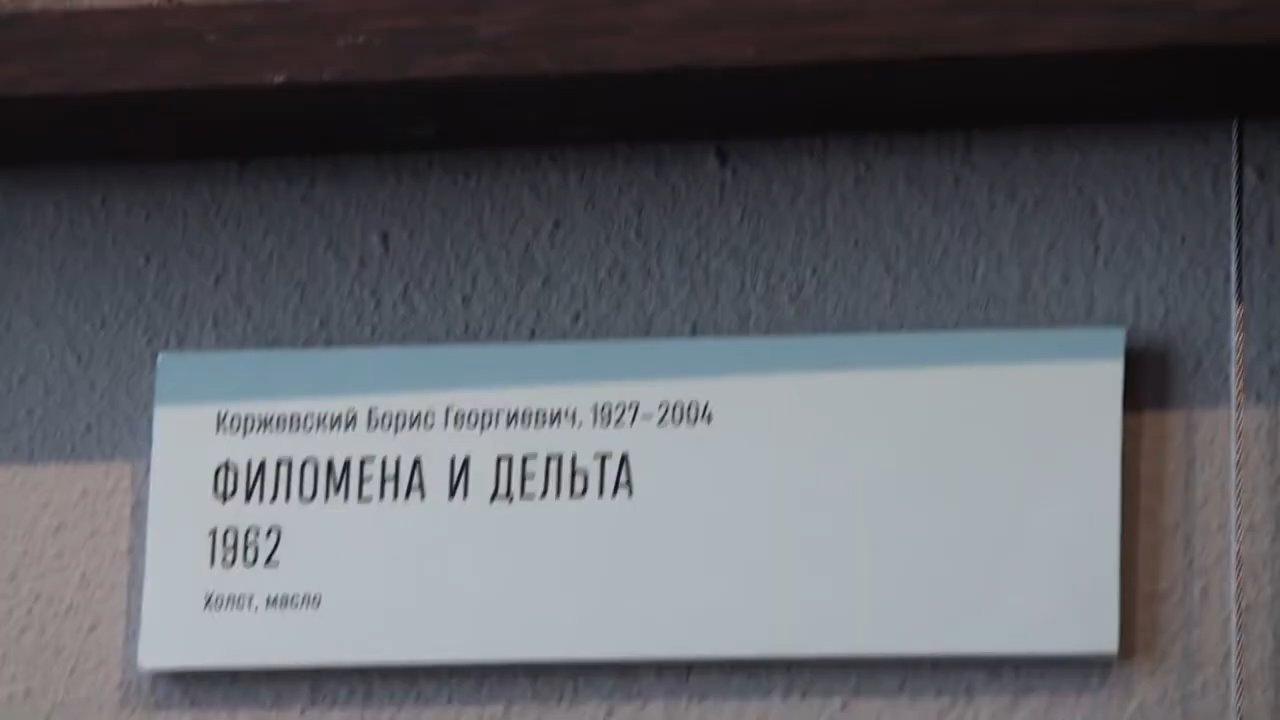 Коржевский Борис Георгиевич, 1927–2004
ФИЛОМЕНА И ДЕЛЬТА
1962
Холст, масло